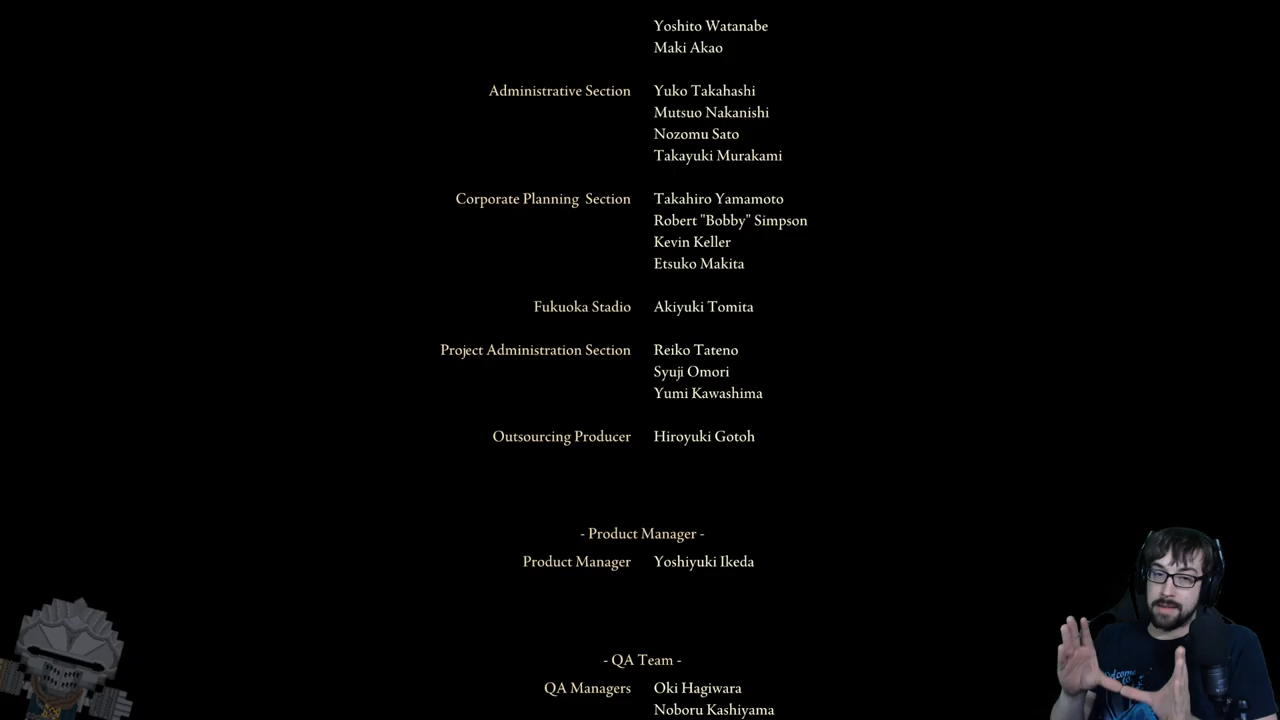 Yoshito Watanabe
Maki Akao
Administrative Section Yuko Takahashi
Mutsuo Nakanishi
Nozomu Sato
Takayuki Murakami
Corporate Planning  Section Takahiro Yamamoto
Robert "Bobby" Simpson
Kevin Keller
Etsuko Makita
Fukuoka Stadio Akiyuki Tomita
Project Administration Section Reiko Tateno
Syuji Omori
Yumi Kawashima
Outsourcing Producer Hiroyuki Gotoh
- Product Manager -
Product Manager Yoshiyuki Ikeda
- QA Team -
QA Managers Oki Hagiwara
Noboru Kashiyama